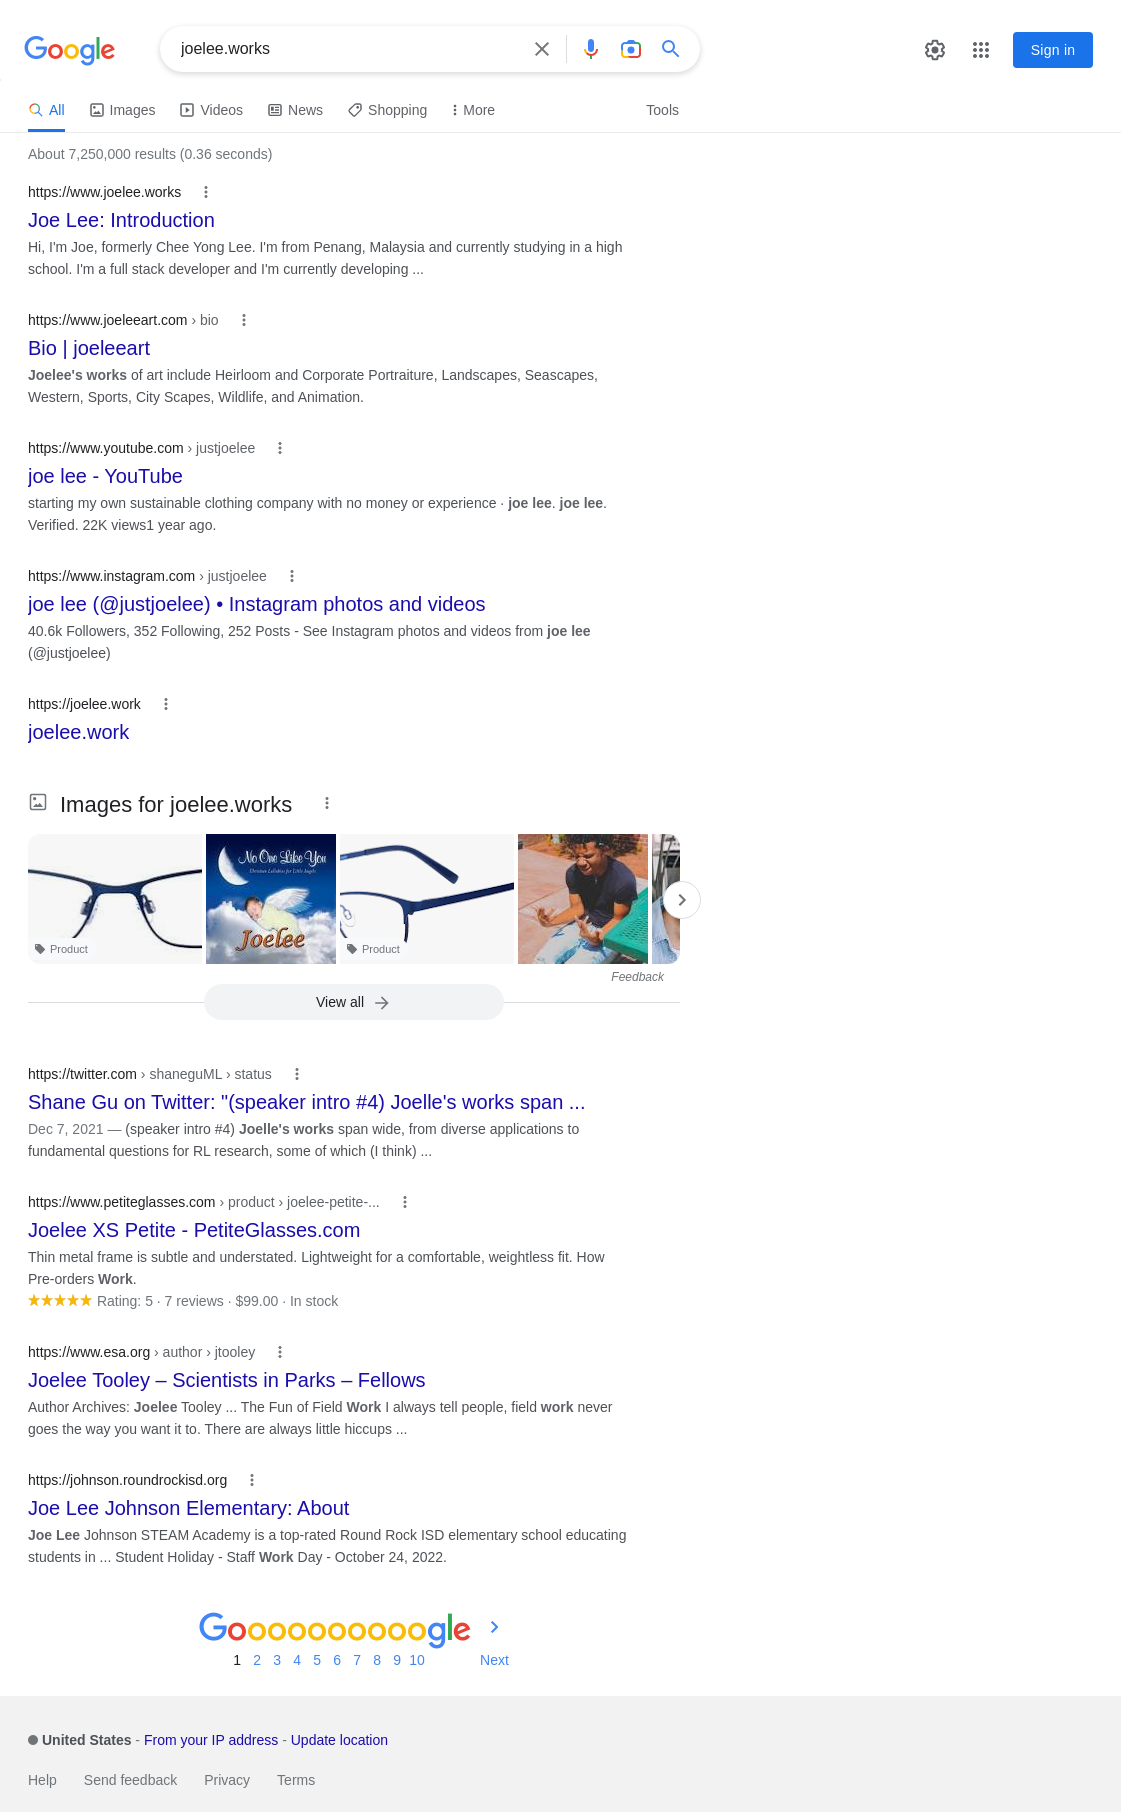 Google
joelee.works
Sign in
All Images Videos News Shopping More Tools
About 7,250,000 results (0.36 seconds)
https://www.joelee.works
Joe Lee: Introduction
Hi, I'm Joe, formerly Chee Yong Lee. I'm from Penang, Malaysia and currently studying in a high
school. I'm a full stack developer and I'm currently developing ...
https://www.joeleeart.com › bio
Bio | joeleeart
Joelee's works of art include Heirloom and Corporate Portraiture, Landscapes, Seascapes,
Western, Sports, City Scapes, Wildlife, and Animation.
https://www.youtube.com › justjoelee
joe lee - YouTube
starting my own sustainable clothing company with no money or experience · joe lee. joe lee.
Verified. 22K views1 year ago.
https://www.instagram.com › justjoelee
joe lee (@justjoelee) • Instagram photos and videos
40.6k Followers, 352 Following, 252 Posts - See Instagram photos and videos from joe lee
(@justjoelee)
https://joelee.work
joelee.work
Images for joelee.works
No One Like You
Christian Lullabies for Little Angels
Joelee
Product
Product
Feedback
View all
https://twitter.com › shaneguML › status
Shane Gu on Twitter: "(speaker intro #4) Joelle's works span ...
Dec 7, 2021 — (speaker intro #4) Joelle's works span wide, from diverse applications to
fundamental questions for RL research, some of which (I think) ...
https://www.petiteglasses.com › product › joelee-petite-...
Joelee XS Petite - PetiteGlasses.com
Thin metal frame is subtle and understated. Lightweight for a comfortable, weightless fit. How
Pre-orders Work.
Rating: 5 · 7 reviews · $99.00 · In stock
https://www.esa.org › author › jtooley
Joelee Tooley – Scientists in Parks – Fellows
Author Archives: Joelee Tooley ... The Fun of Field Work I always tell people, field work never
goes the way you want it to. There are always little hiccups ...
https://johnson.roundrockisd.org
Joe Lee Johnson Elementary: About
Joe Lee Johnson STEAM Academy is a top-rated Round Rock ISD elementary school educating
students in ... Student Holiday - Staff Work Day - October 24, 2022.
Goooooooooogle
1 2 3 4 5 6 7 8 9 10 Next
United States - From your IP address - Update location
Help Send feedback Privacy Terms